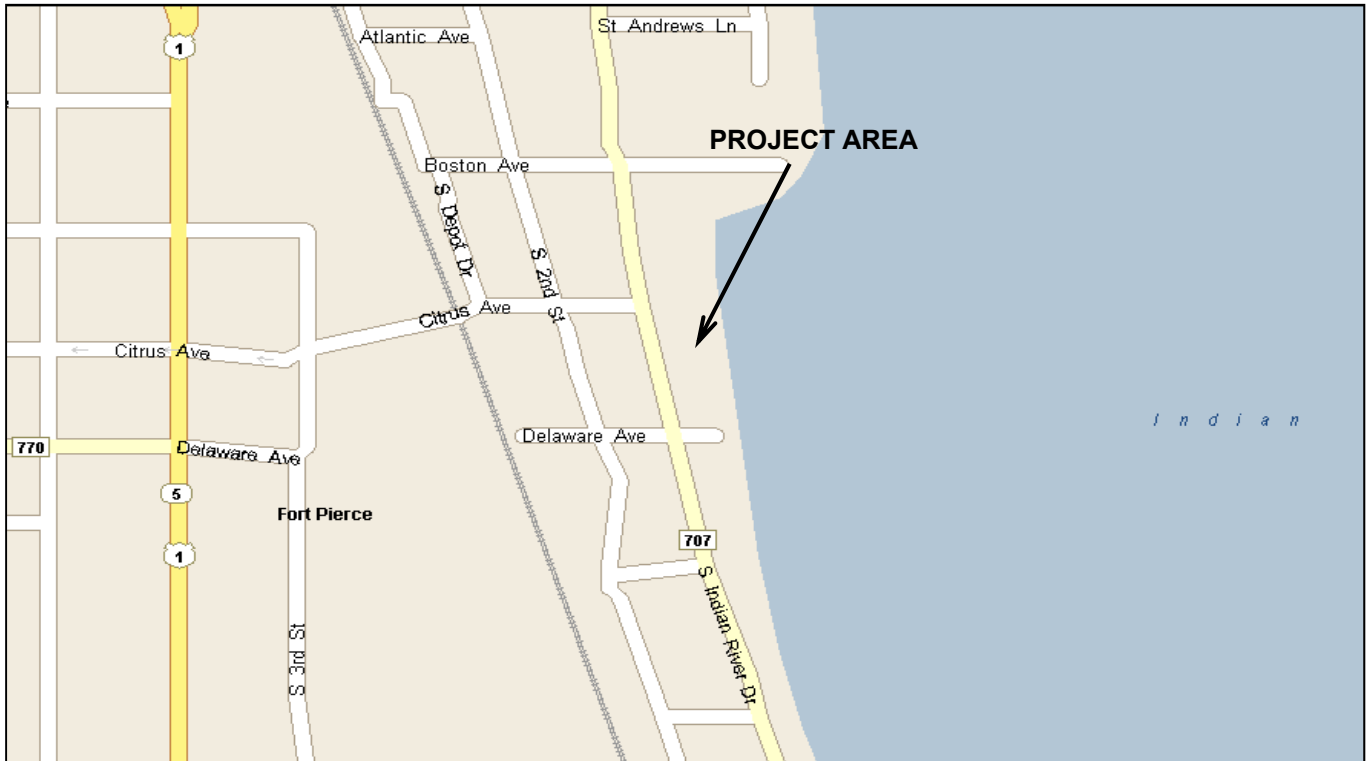 1
Atlantic Ave
St Andrews Ln
PROJECT AREA
Boston Ave
S Depot Dr
S 2nd St
Citrus Ave
Citrus Ave
Delaware Ave
770
Delaware Ave
5
Fort Pierce
1
707
S Indian River Dr
S 3rd St
Indian